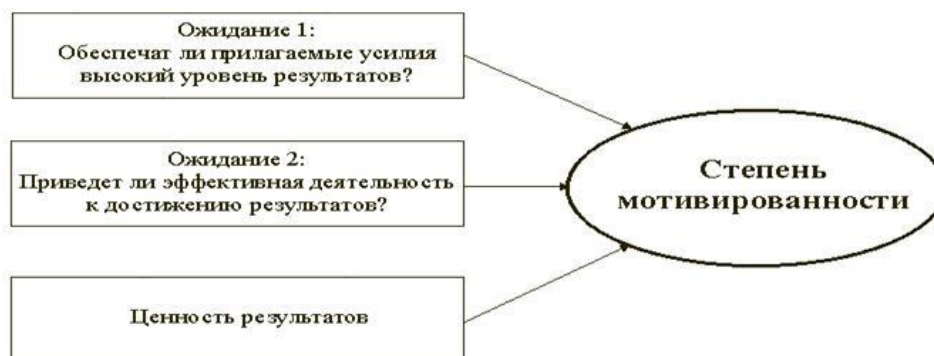 Ожидание 1:
Обеспечат ли прилагаемые усилия
высокий уровень результатов?
Ожидание 2:
Приведет ли эффективная деятельность
к достижению результатов?
Ценность результатов
Степень
мотивированности